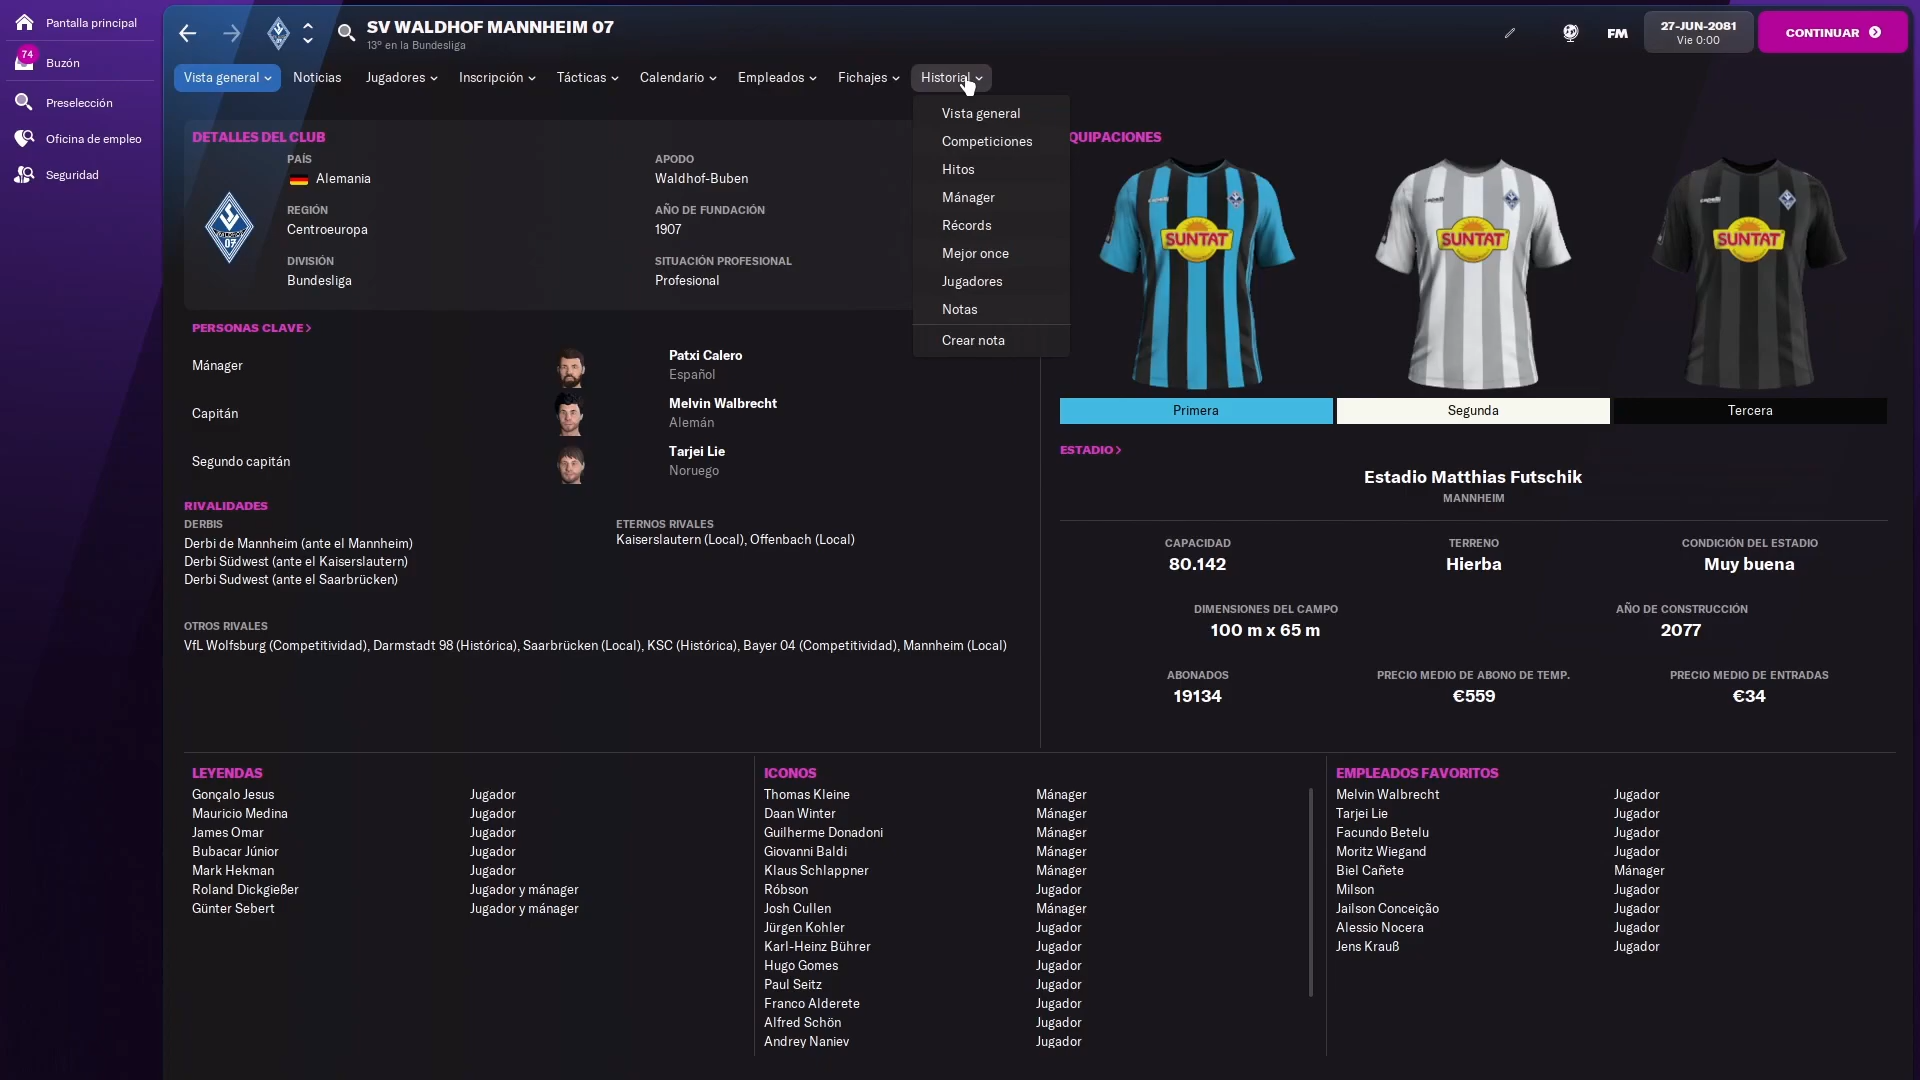 Pantalla principal
74
Buzón
Preselección
Oficina de empleo
Seguridad
SV WALDHOF MANNHEIM 07
13º en la Bundesliga
FM
27-JUN-2081
Vie 0:00
CONTINUAR
Vista general
Noticias
Jugadores
Inscripción
Tácticas
Calendario
Empleados
Fichajes
Historial
Vista general
Competiciones
Hitos
Mánager
Récords
Mejor once
Jugadores
Notas
Crear nota
DETALLES DEL CLUB
PAÍS
Alemania
APODO
Waldhof-Buben
REGIÓN
Centroeuropa
AÑO DE FUNDACIÓN
1907
DIVISIÓN
Bundesliga
SITUACIÓN PROFESIONAL
Profesional
07
PERSONAS CLAVE >
Mánager
Patxi Calero
Español
Capitán
Melvin Walbrecht
Alemán
Segundo capitán
Tarjei Lie
Noruego
RIVALIDADES
DERBIS
Derbi de Mannheim (ante el Mannheim)
Derbi Südwest (ante el Kaiserslautern)
Derbi Sudwest (ante el Saarbrücken)
ETERNOS RIVALES
Kaiserslautern (Local), Offenbach (Local)
OTROS RIVALES
VfL Wolfsburg (Competitividad), Darmstadt 98 (Histórica), Saarbrücken (Local), KSC (Histórica), Bayer 04 (Competitividad), Mannheim (Local)
QUIPACIONES
SUNTAT
SUNTAT
SUNTAT
Primera
Segunda
Tercera
ESTADIO >
Estadio Matthias Futschik
MANNHEIM
CAPACIDAD
80.142
TERRENO
Hierba
CONDICIÓN DEL ESTADIO
Muy buena
DIMENSIONES DEL CAMPO
100 m x 65 m
AÑO DE CONSTRUCCIÓN
2077
ABONADOS
19134
PRECIO MEDIO DE ABONO DE TEMP.
€559
PRECIO MEDIO DE ENTRADAS
€34
LEYENDAS
Gonçalo Jesus Jugador
Mauricio Medina Jugador
James Omar Jugador
Bubacar Júnior Jugador
Mark Hekman Jugador
Roland Dickgießer Jugador y mánager
Günter Sebert Jugador y mánager
ICONOS
Thomas Kleine Mánager
Daan Winter Mánager
Guilherme Donadoni Mánager
Giovanni Baldi Mánager
Klaus Schlappner Mánager
Róbson Jugador
Josh Cullen Mánager
Jürgen Kohler Jugador
Karl-Heinz Bührer Jugador
Hugo Gomes Jugador
Paul Seitz Jugador
Franco Alderete Jugador
Alfred Schön Jugador
Andrey Naniev Jugador
EMPLEADOS FAVORITOS
Melvin Walbrecht Jugador
Tarjei Lie Jugador
Facundo Betelu Jugador
Moritz Wiegand Jugador
Biel Cañete Mánager
Milson Jugador
Jailson Conceição Jugador
Alessio Nocera Jugador
Jens Krauß Jugador